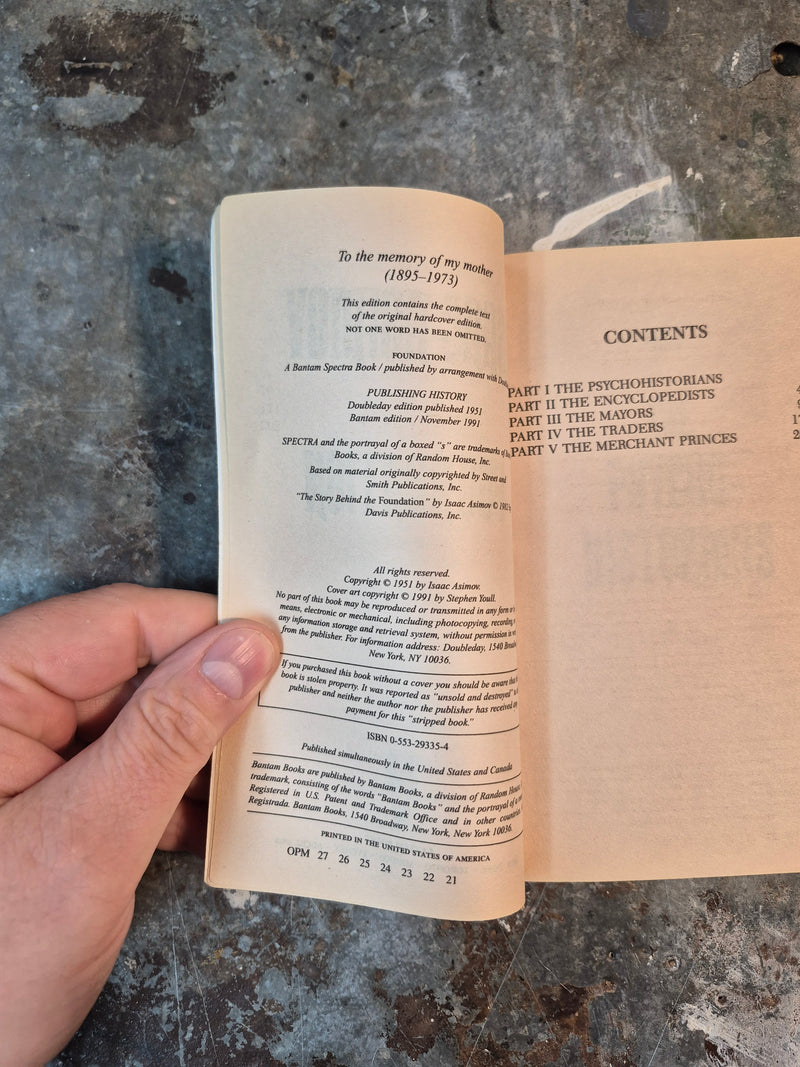 To the memory of my mother
(1895–1973)
This edition contains the complete text
of the original hardcover edition.
NOT ONE WORD HAS BEEN OMITTED.
FOUNDATION
A Bantam Spectra Book / published by arrangement with
PUBLISHING HISTORY
Doubleday edition published 1951
Bantam edition / November 1991
SPECTRA and the portrayal of a boxed "s" are trademarks of
Books, a division of Random House, Inc.
Based on material originally copyrighted by Street and
Smith Publications, Inc.
"The Story Behind the Foundation" by Isaac Asimov ©
Davis Publications, Inc.
All rights reserved.
Copyright © 1951 by Isaac Asimov.
Cover art copyright © 1991 by Stephen Youll.
No part of this book may be reproduced or transmitted in any form or
means, electronic or mechanical, including photocopying, recording,
any information storage and retrieval system, without permission in
from the publisher. For information address: Doubleday, 1540
New York, NY 10036.
If you purchased this book without a cover you should be aware that
book is stolen property. It was reported as "unsold and destroyed"
publisher and neither the author nor the publisher has received any
payment for this "stripped book."
ISBN 0-553-29335-4
Published simultaneously in the United States and Canada
Bantam Books are published by Bantam Books, a division of Random House,
trademark, consisting of the words "Bantam Books" and the portrayal of a
Registered in U.S. Patent and Trademark Office and in other
Registrada. Bantam Books, 1540 Broadway, New York, New York 10036.
PRINTED IN THE UNITED STATES OF AMERICA
OPM 27 26 25 24 23 22 21
CONTENTS
PART I THE PSYCHOHISTORIANS
PART II THE ENCYCLOPEDISTS
PART III THE MAYORS
PART IV THE TRADERS
PART V THE MERCHANT PRINCES